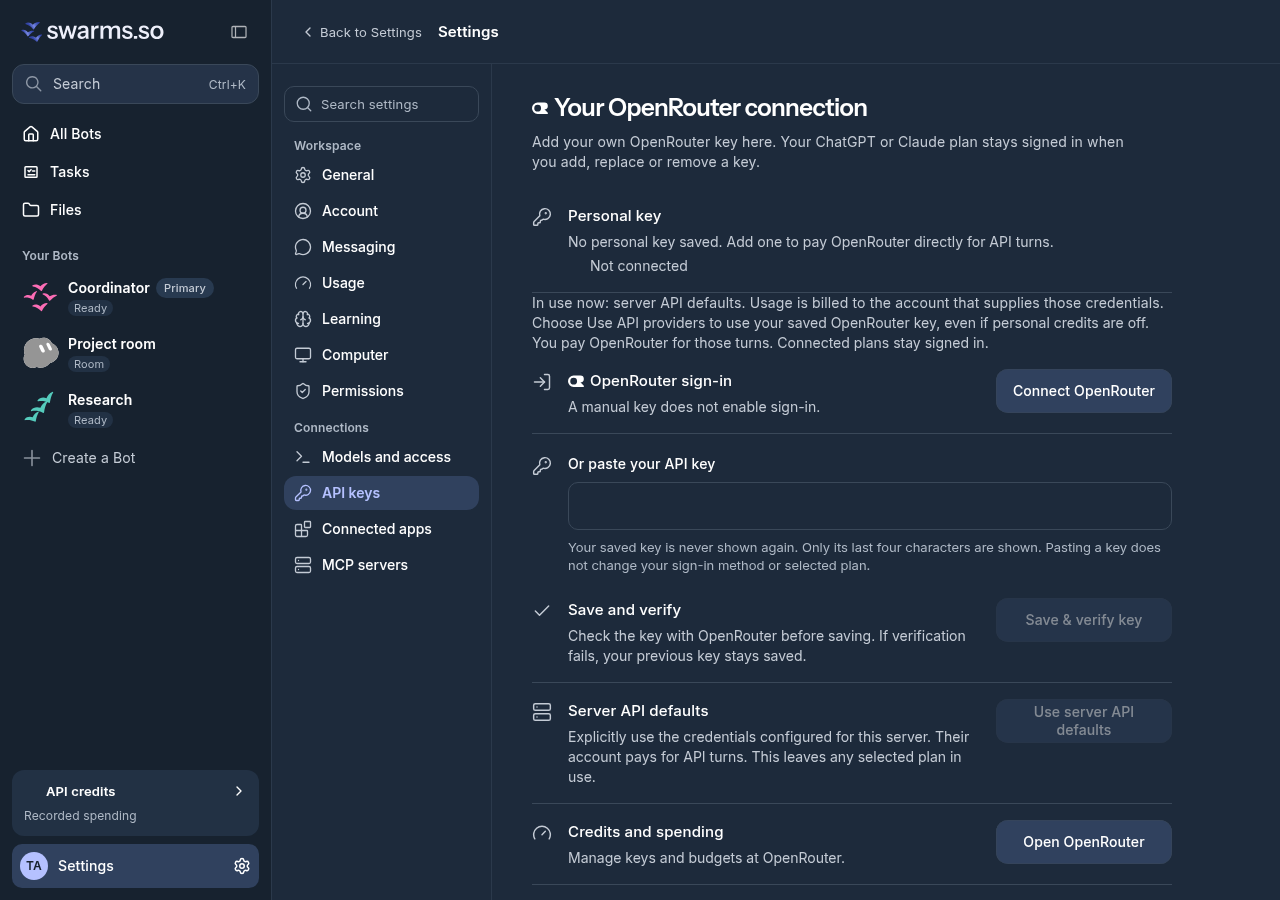 swarms.so
Search Ctrl+K
All Bots
Tasks
Files
Your Bots
Coordinator Primary
Ready
Project room
Room
Research
Ready
Create a Bot
API credits
Recorded spending
TA Settings
Back to Settings Settings
Search settings
Workspace
General
Account
Messaging
Usage
Learning
Computer
Permissions
Connections
Models and access
API keys
Connected apps
MCP servers
Your OpenRouter connection
Add your own OpenRouter key here. Your ChatGPT or Claude plan stays signed in when
you add, replace or remove a key.
Personal key
No personal key saved. Add one to pay OpenRouter directly for API turns.
Not connected
In use now: server API defaults. Usage is billed to the account that supplies those credentials.
Choose Use API providers to use your saved OpenRouter key, even if personal credits are off.
You pay OpenRouter for those turns. Connected plans stay signed in.
OpenRouter sign-in
A manual key does not enable sign-in.
Connect OpenRouter
Or paste your API key
Your saved key is never shown again. Only its last four characters are shown. Pasting a key does
not change your sign-in method or selected plan.
Save and verify
Check the key with OpenRouter before saving. If verification
fails, your previous key stays saved.
Save & verify key
Server API defaults
Explicitly use the credentials configured for this server. Their
account pays for API turns. This leaves any selected plan in
use.
Use server API
defaults
Credits and spending
Manage keys and budgets at OpenRouter.
Open OpenRouter